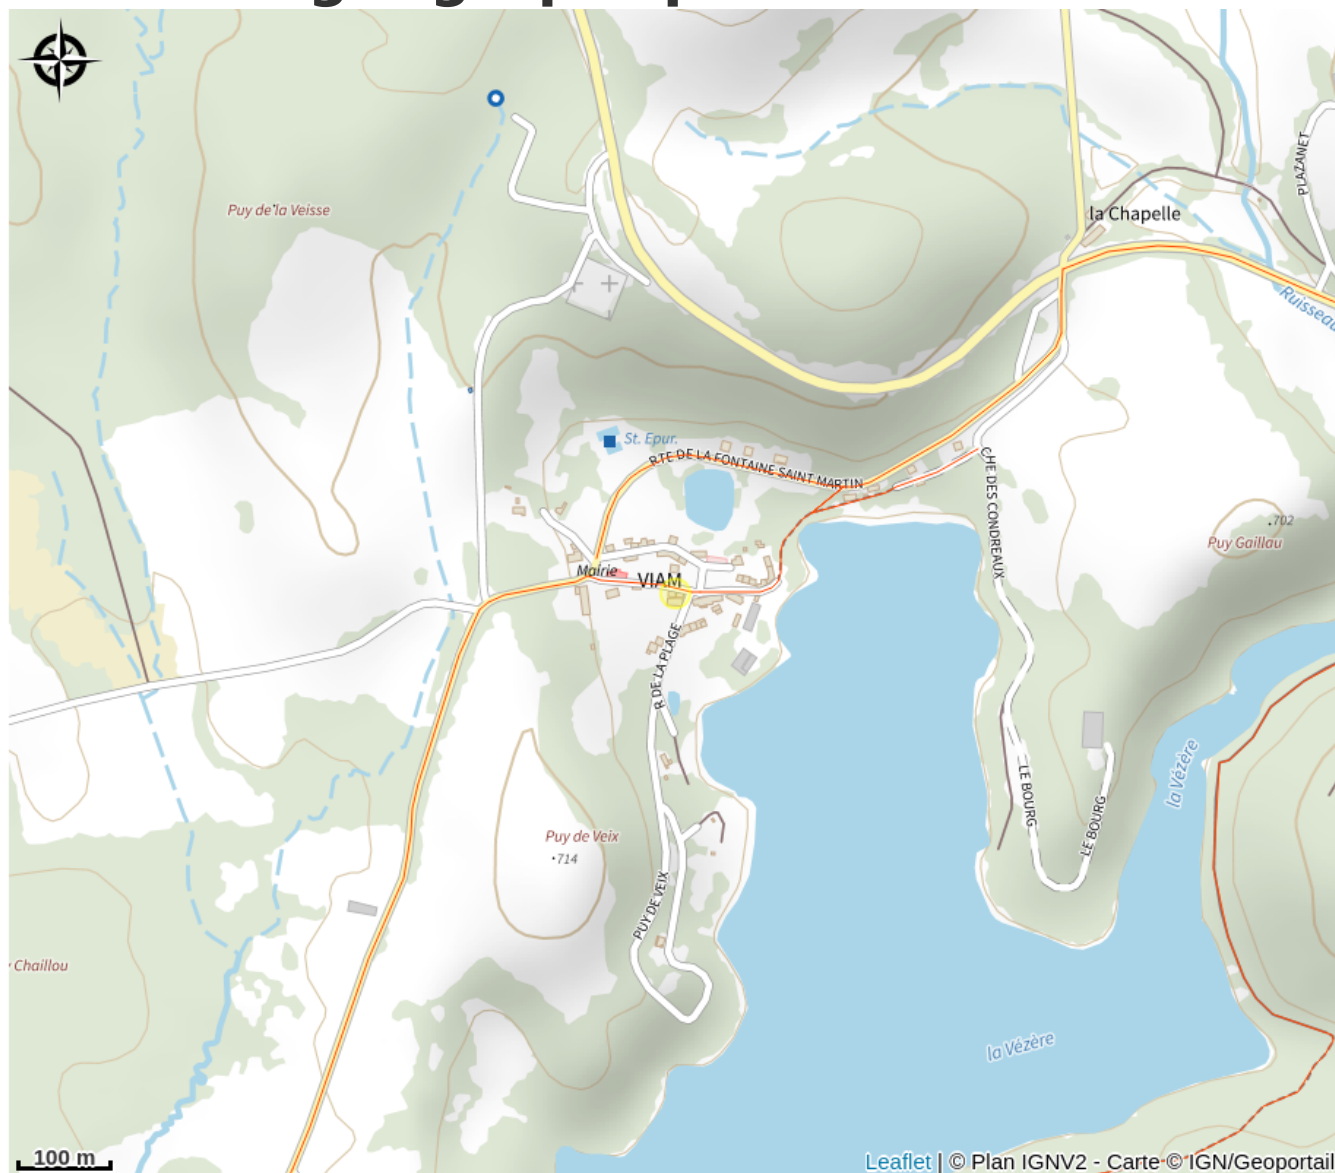 PLAZANET
Puy de la Veisse
la Chapelle
Ruisseau
St. Epur.
RTE DE LA FONTAINE SAINT MARTIN
CHE DES CONDREAUX
702
Puy Gaillau
Mairie
VIAM
R DE LA PLAGE
la Vézère
LE BOURG
LE BOURG
Puy de Veix
714
PUY DE VEIX
Chaillou
la Vézère
100 m
Leaflet | © Plan IGNV2 - Carte © IGN/Geoportail